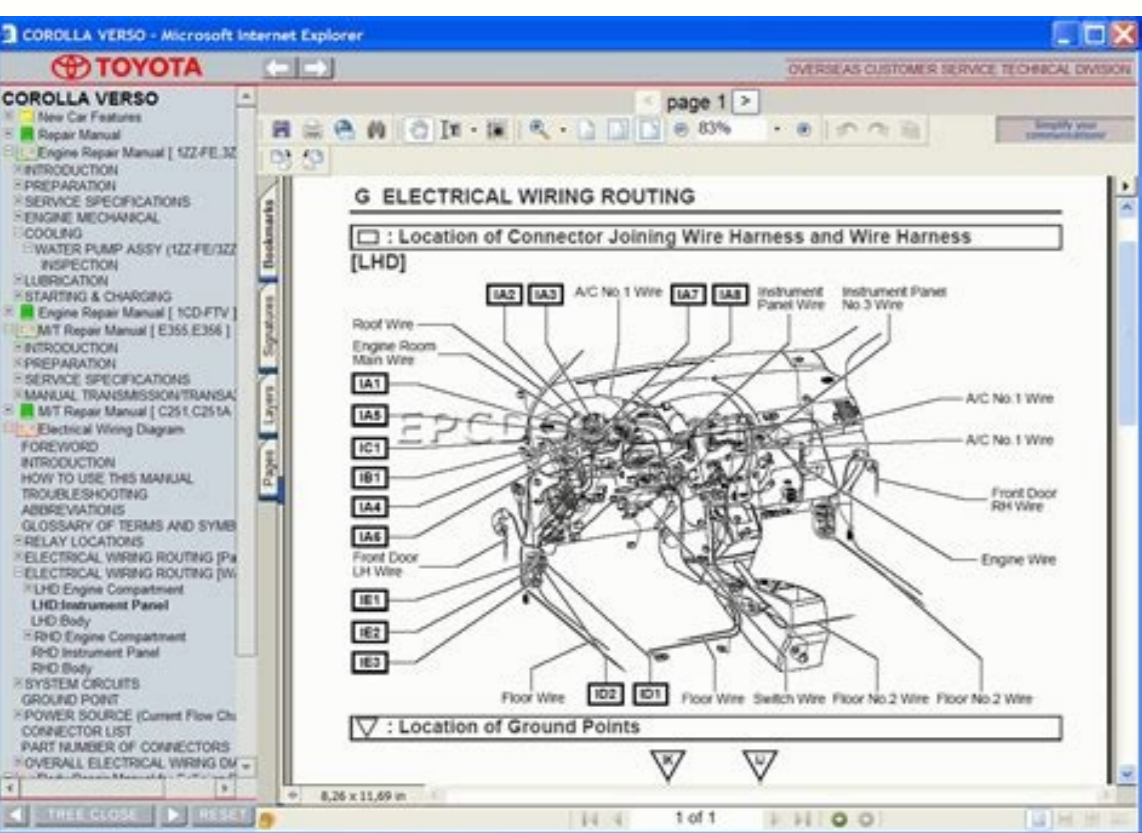 COROLLA VERSO - Microsoft Internet Explorer
TOYOTA
OVERSEAS CUSTOMER SERVICE TECHNICAL DIVISION
COROLLA VERSO
New Car Features
Repair Manual
Engine Repair Manual [ 1ZZ-FE,3Z
INTRODUCTION
PREPARATION
SERVICE SPECIFICATIONS
ENGINE MECHANICAL
COOLING
WATER PUMP ASSY (1ZZ-FE/3ZZ
INSPECTION
LUBRICATION
STARTING & CHARGING
Engine Repair Manual [ 1CD-FTV ]
M/T Repair Manual [ E355,E356 ]
INTRODUCTION
PREPARATION
SERVICE SPECIFICATIONS
MANUAL TRANSMISSION/TRANSA
M/T Repair Manual [ C251,C251A
Electrical Wiring Diagram
FOREWORD
INTRODUCTION
HOW TO USE THIS MANUAL
TROUBLESHOOTING
ABBREVIATIONS
GLOSSARY OF TERMS AND SYMB
RELAY LOCATIONS
ELECTRICAL WIRING ROUTING [Pa
ELECTRICAL WIRING ROUTING [Wi
LHD:Engine Compartment
LHD:Instrument Panel
LHD:Body
RHD:Engine Compartment
RHD:Instrument Panel
RHD:Body
SYSTEM CIRCUITS
GROUND POINT
POWER SOURCE (Current Flow Cha
CONNECTOR LIST
PART NUMBER OF CONNECTORS
OVERALL ELECTRICAL WIRING DIA
TREE CLOSE
RESET
page 1
83%
Simplify your
communications!
Bookmarks
Signatures
Layers
Pages
G ELECTRICAL WIRING ROUTING
: Location of Connector Joining Wire Harness and Wire Harness
[LHD]
IA2 IA3 A/C No.1 Wire IA7 IA8 Instrument Panel Wire Instrument Panel No.3 Wire
Roof Wire
Engine Room
Main Wire
IA1
IA5
IC1
IB1
IA4
IA6
Front Door
LH Wire
IE1
IE2
IE3
A/C No.1 Wire
A/C No.1 Wire
Front Door
RH Wire
Engine Wire
Floor Wire ID2 ID1 Floor Wire Switch Wire Floor No.2 Wire Floor No.2 Wire
: Location of Ground Points
IK IJ
8,26 x 11,69 in
1 of 1